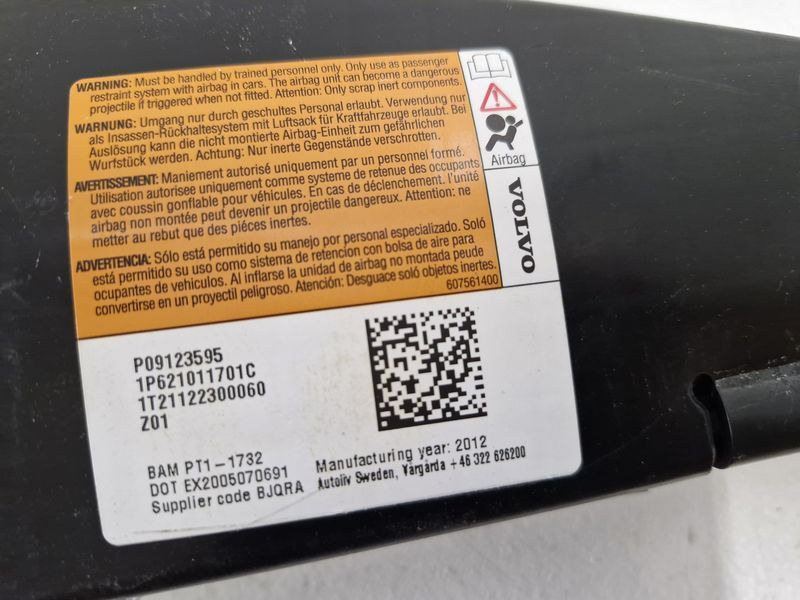 WARNING: Must be handled by trained personnel only. Only use as passenger
restraint system with airbag in cars. The airbag unit can become a dangerous
projectile if triggered when not fitted. Attention: Only scrap inert components.
WARNUNG: Umgang nur durch geschultes Personal erlaubt. Verwendung nur
als Insassen-Rückhaltesystem mit Luftsack für Kraftfahrzeuge erlaubt. Bei
Auslösung kann die nicht montierte Airbag-Einheit zum gefährlichen
Wurfstück werden. Achtung: Nur inerte Gegenstände verschrotten.
AVERTISSEMENT: Maniement autorisé uniquement par un personnel formé.
Utilisation autorisee uniquement comme systeme de retenue des occupants
avec coussin gonflable pour véhicules. En cas de déclenchement. l'unité
airbag non montée peut devenir un projectile dangereux. Attention: ne
metter au rebut que des piéces inertes.
ADVERTENCIA: Sólo está permitido su manejo por personal especializado. Soló
está permitido su uso como sistema de retencion con bolsa de aire para
ocupantes de vehiculos. Al inflarse la unidad de airbag no montada peude
convertirse en un proyectil peligroso. Atención: Desguace soló objetos inertes.
607561400
Airbag
VOLVO
P09123595
1P621011701C
1T21122300060
Z01
BAM PT1-1732
DOT EX2005070691
Supplier code BJQRA
Manufacturing year: 2012
Autoliv Sweden, Vårgårda +46 322 626200